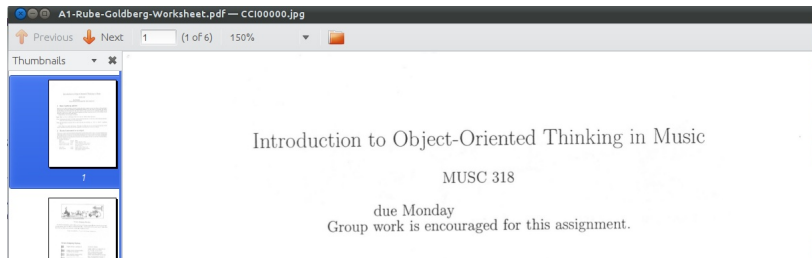 A1-Rube-Goldberg-Worksheet.pdf — CCI00000.jpg
Previous Next 1 (1 of 6) 150%
Thumbnails
1
Introduction to Object-Oriented Thinking in Music
MUSC 318
due Monday
Group work is encouraged for this assignment.